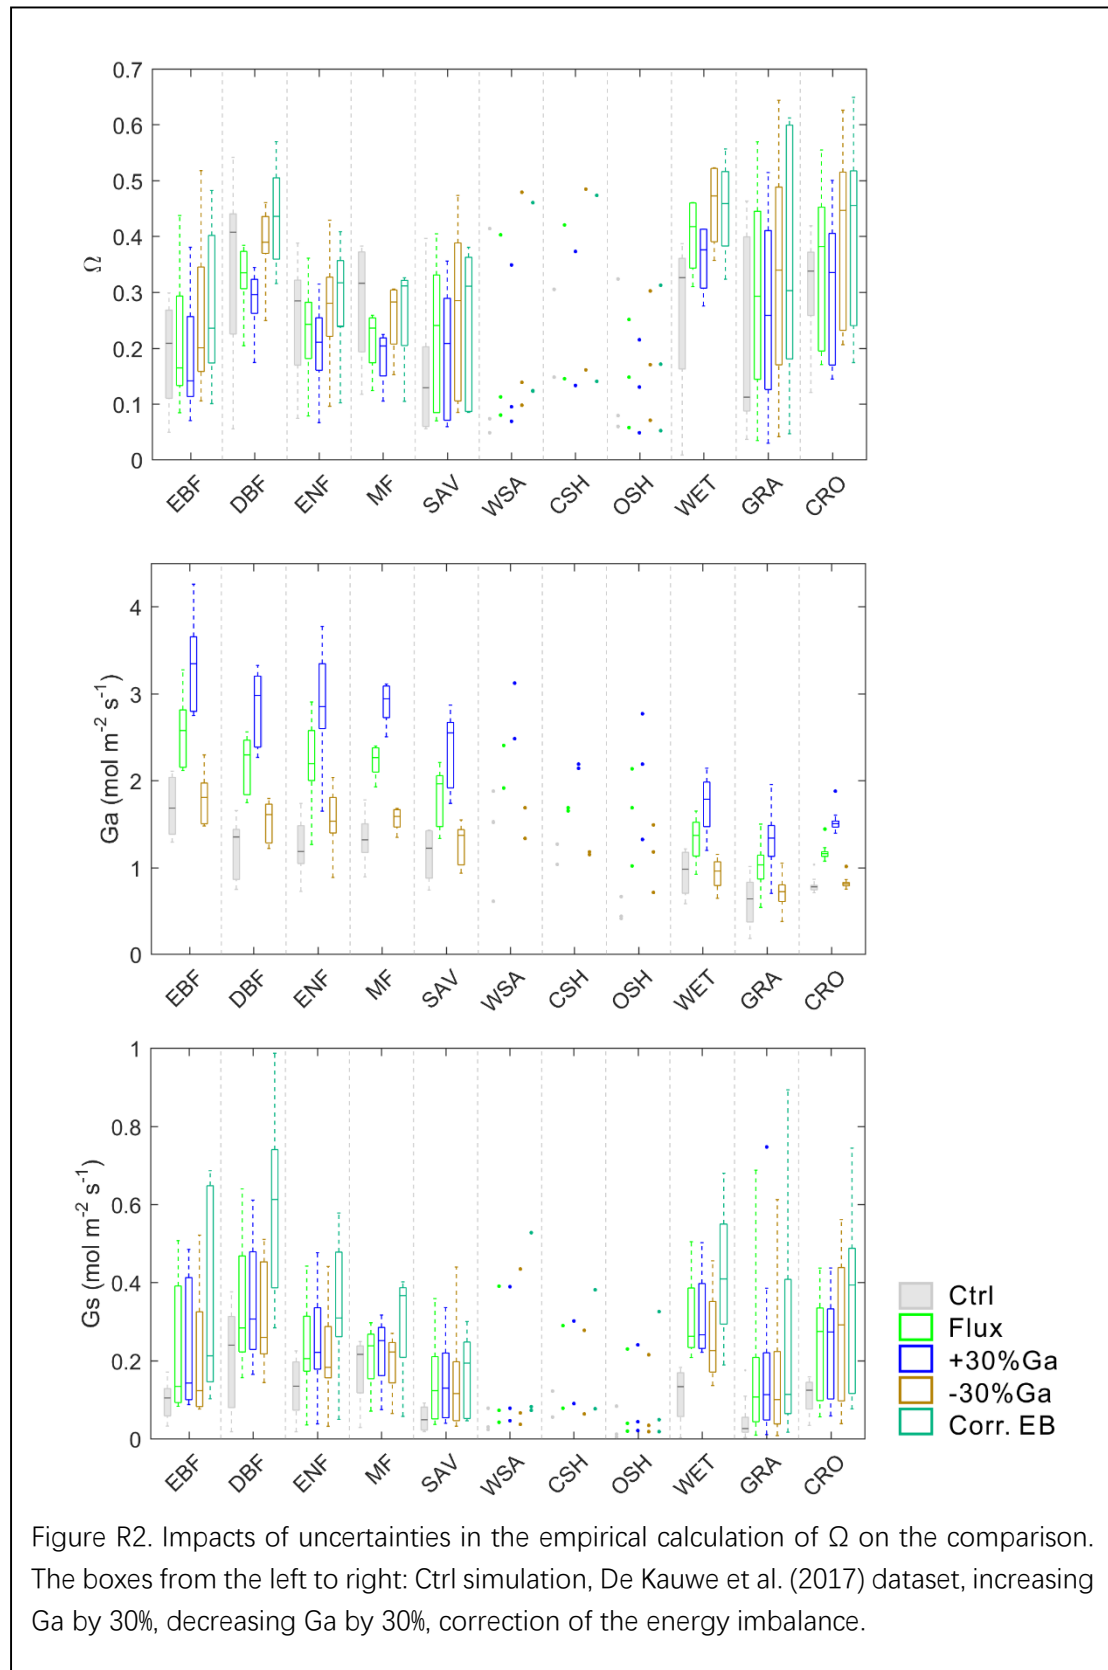 0.7
0.6
0.5
0.4
0.3
0.2
0.1
0
Ω
EBF DBF ENF MF SAV WSA CSH OSH WET GRA CRO
4
3
2
1
0
Ga (mol m⁻² s⁻¹)
EBF DBF ENF MF SAV WSA CSH OSH WET GRA CRO
1
0.8
0.6
0.4
0.2
0
Gs (mol m⁻² s⁻¹)
EBF DBF ENF MF SAV WSA CSH OSH WET GRA CRO
Ctrl
Flux
+30%Ga
-30%Ga
Corr. EB
Figure R2. Impacts of uncertainties in the empirical calculation of Ω on the comparison.
The boxes from the left to right: Ctrl simulation, De Kauwe et al. (2017) dataset, increasing
Ga by 30%, decreasing Ga by 30%, correction of the energy imbalance.